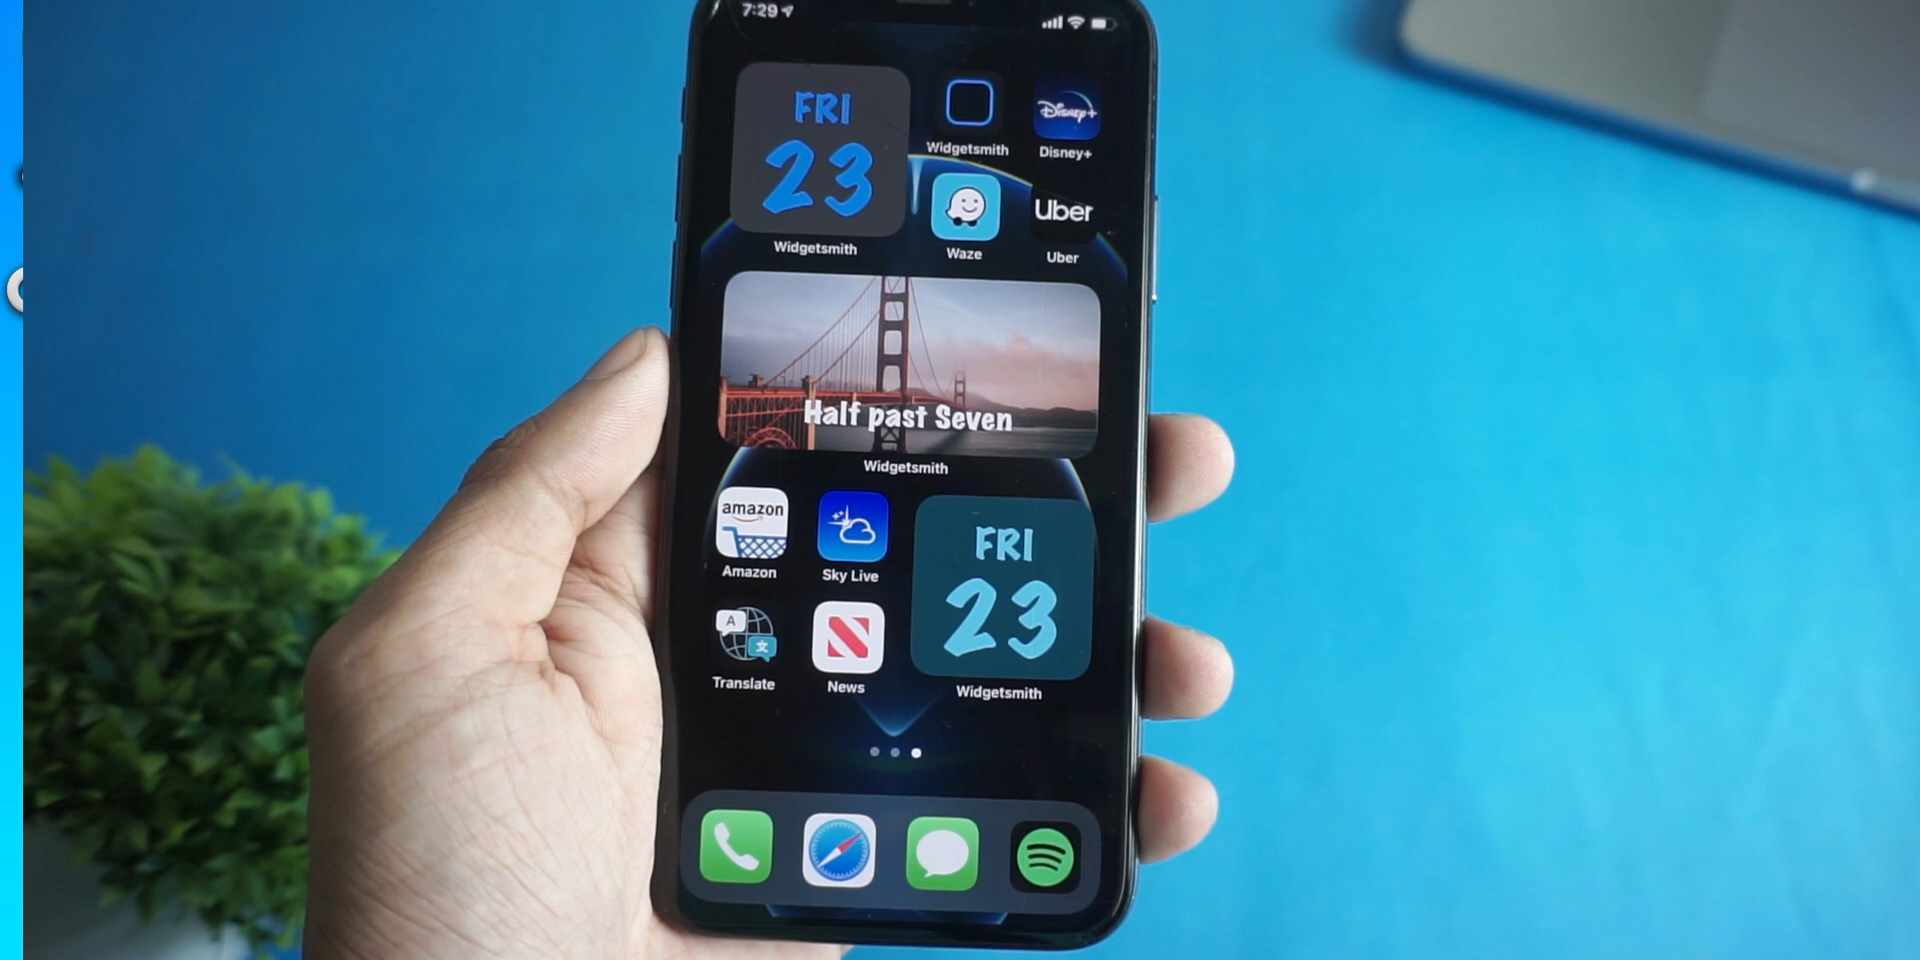 7:29
FRI
23
Widgetsmith
Widgetsmith
Disney+
Disney+
Waze
Uber
Uber
Half past Seven
Widgetsmith
amazon
Amazon
Sky Live
FRI
23
Widgetsmith
A
文
Translate
News